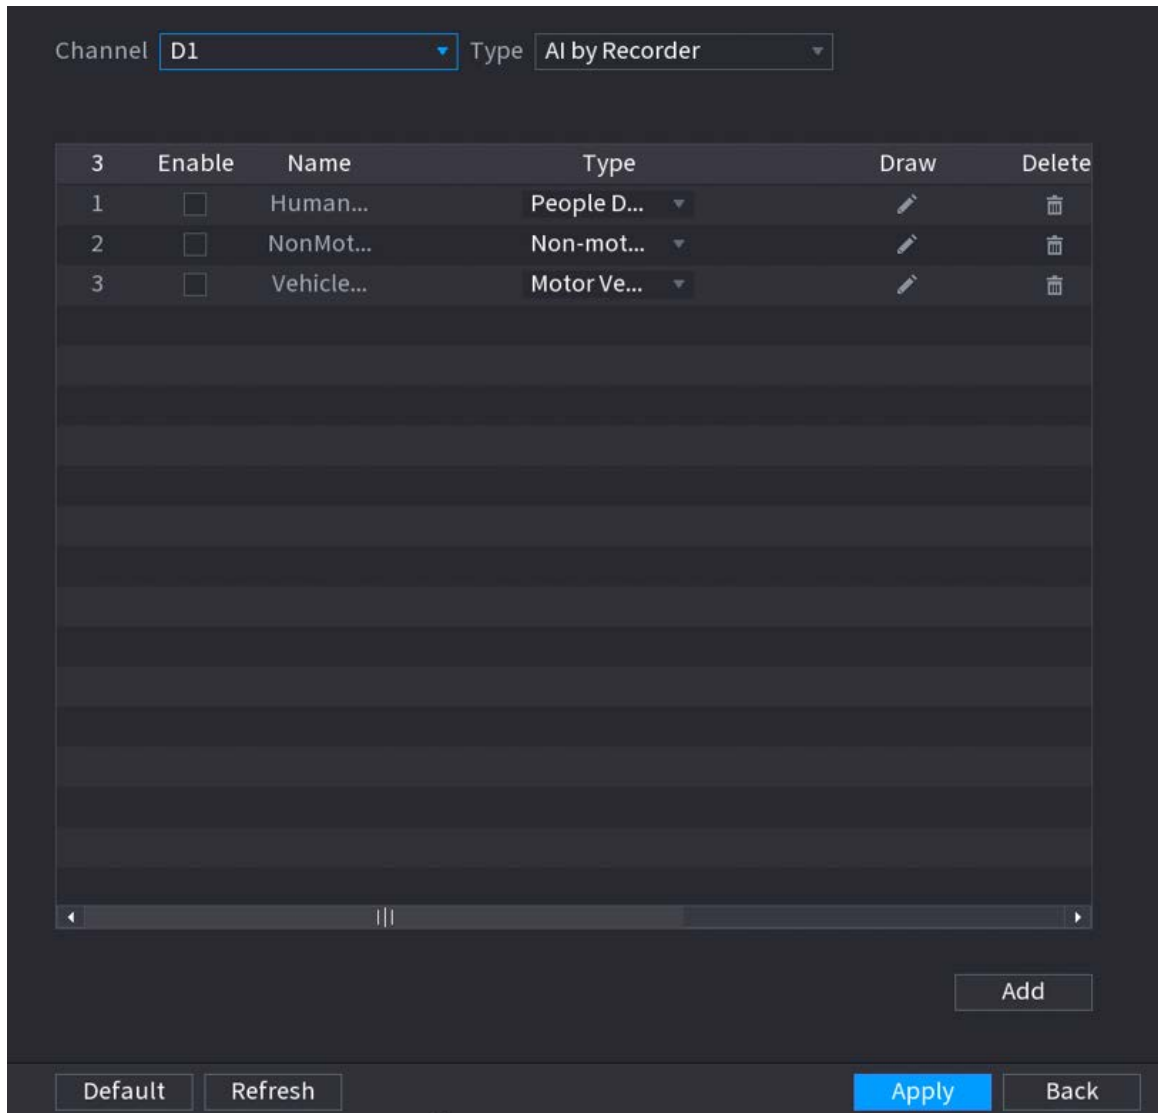 Channel D1 Type AI by Recorder
3 Enable Name Type Draw Delete
1 Human... People D...
2 NonMot... Non-mot...
3 Vehicle... Motor Ve...
Add
Default Refresh Apply Back